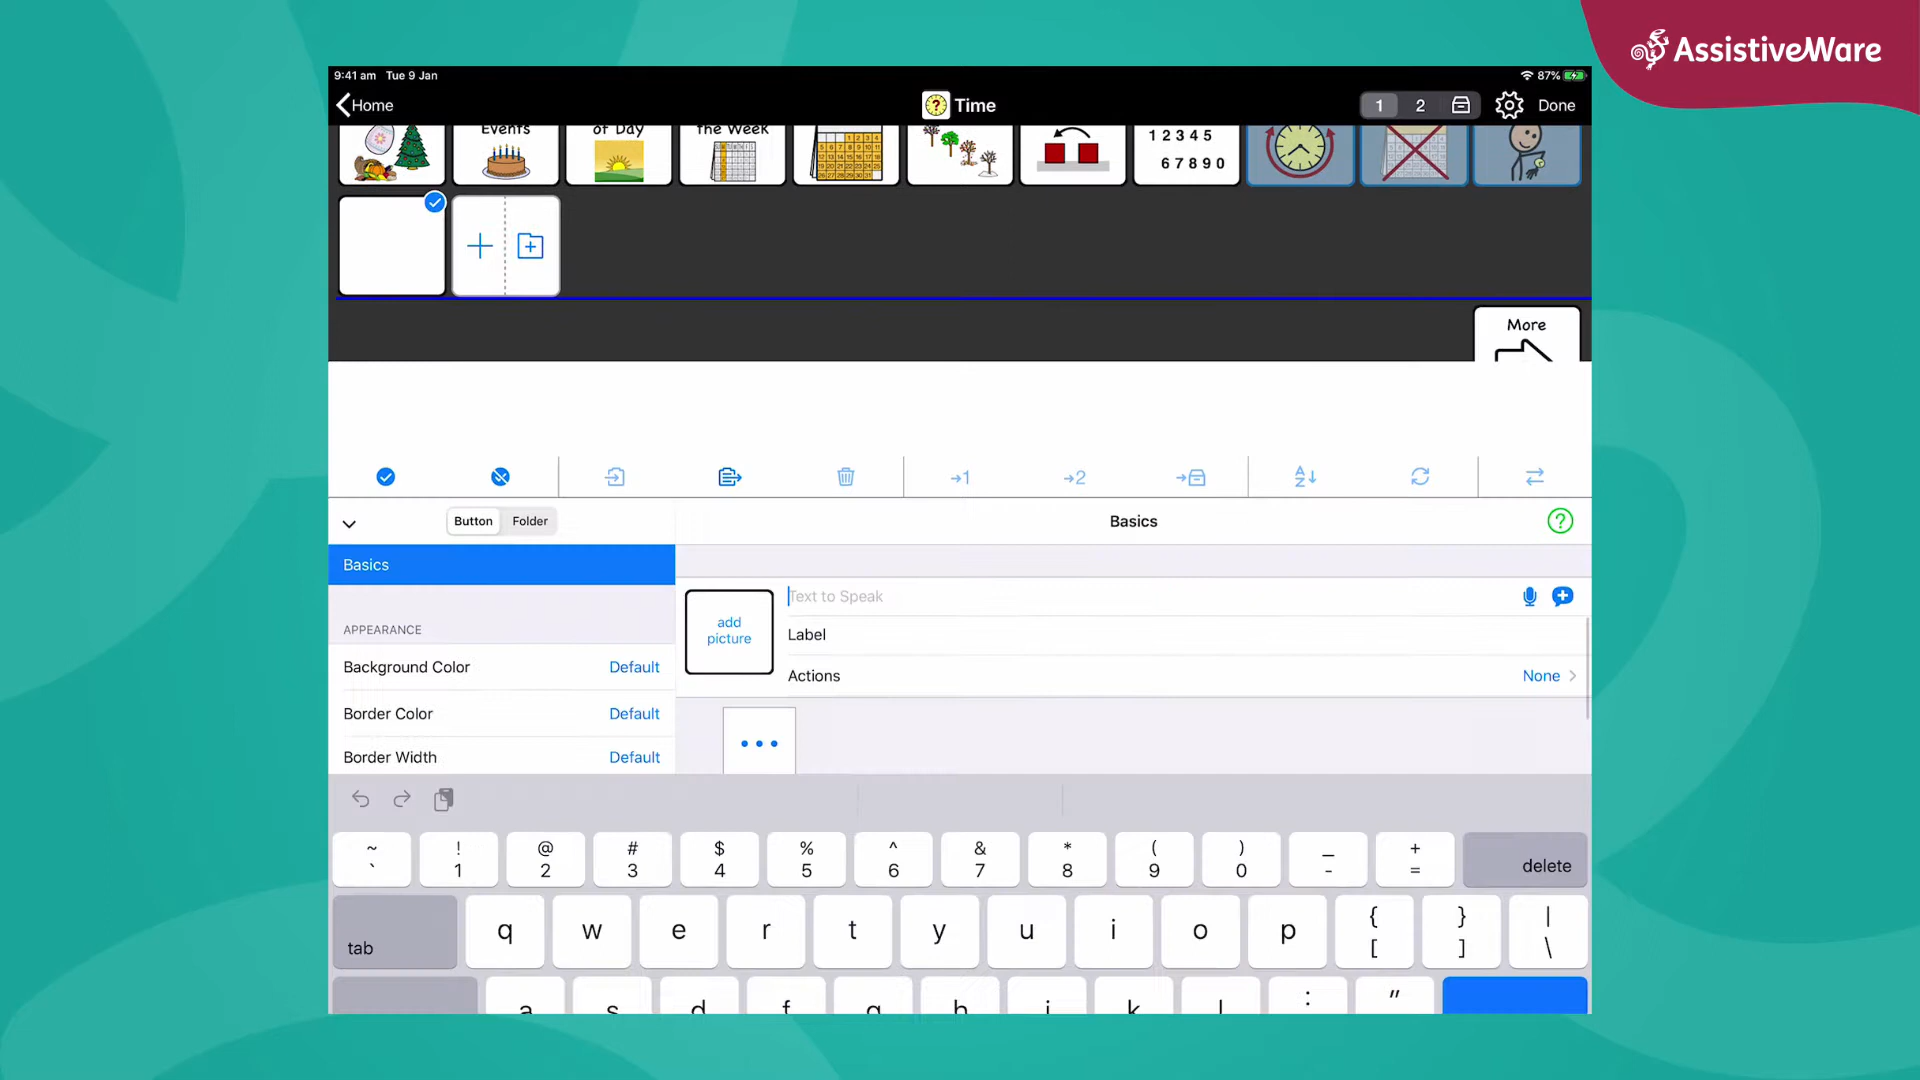 AssistiveWare
9:41 am Tue 9 Jan
87%
Home
Time
1 2
Done
Events
of Day
the Week
1 2 3 4 5
6 7 8 9 0
More
→1
→2
A
Z
Button Folder
Basics
?
Basics
Text to Speak
add
picture
Label
APPEARANCE
Actions None
Background Color Default
Border Color Default
Border Width Default
~ ! @ # $ % ^ & * ( ) _ +
` 1 2 3 4 5 6 7 8 9 0 - = delete
tab q w e r t y u i o p { [ } ] | \
a s d f g h j k l : "